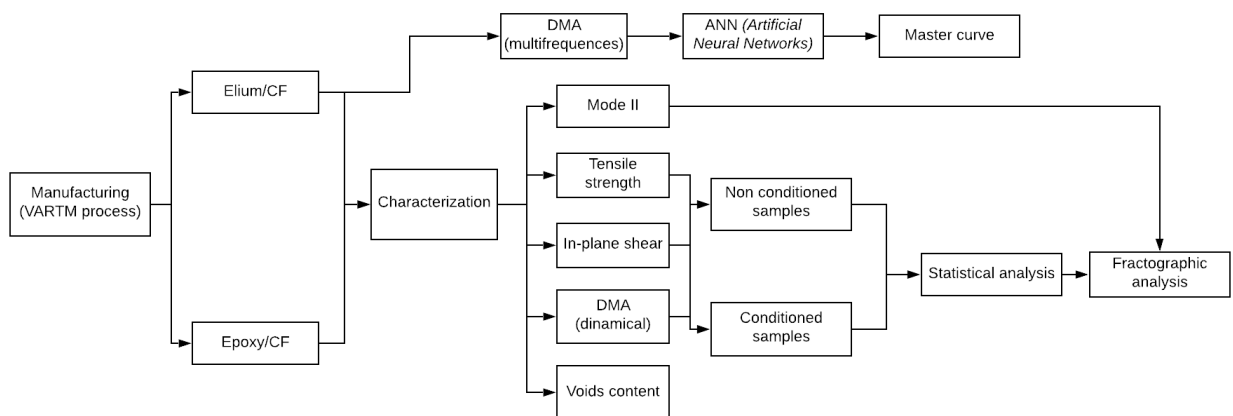 DMA
(multifrequences)
ANN (Artificial
Neural Networks)
Master curve
Elium/CF
Mode II
Tensile
strength
Manufacturing
(VARTM process)
Characterization
Non conditioned
samples
In-plane shear
Statistical analysis
Fractographic
analysis
DMA
(dinamical)
Conditioned
samples
Epoxy/CF
Voids content